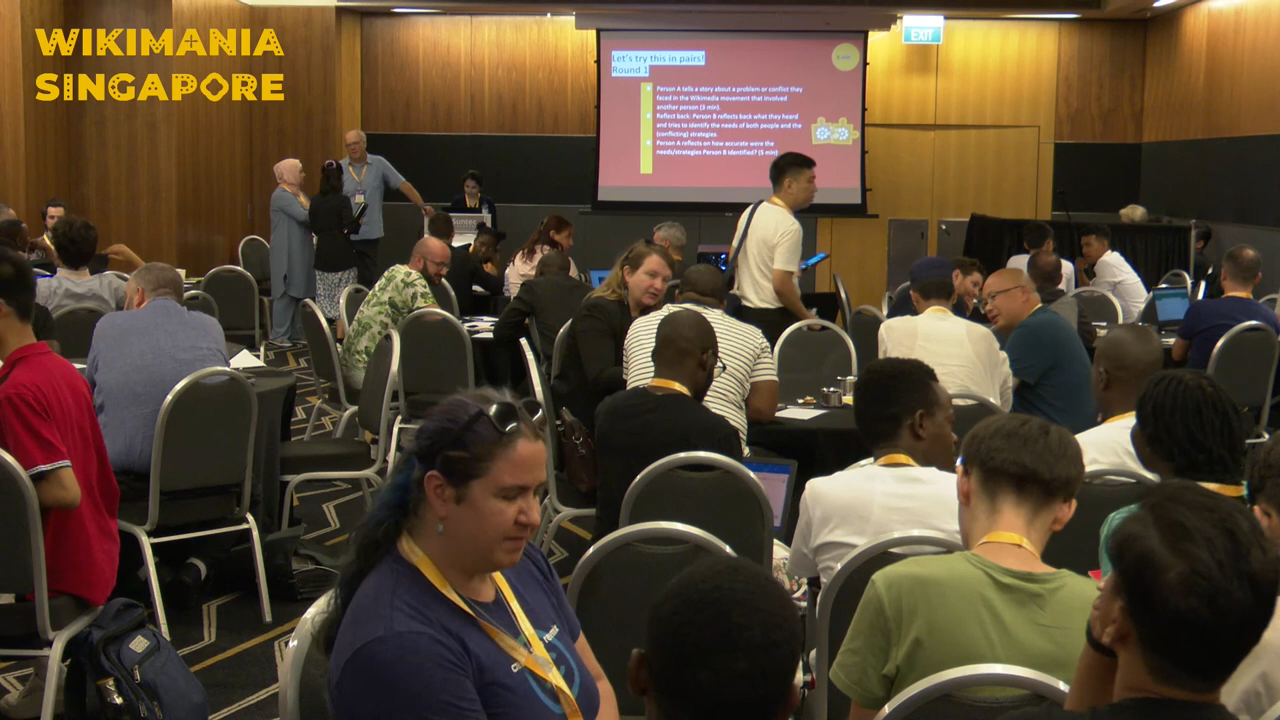 WIKIMANIA
SINGAPORE
EXIT
Let's try this in pairs!
Round 1
Person A tells a story about a problem or conflict they
faced in the Wikimedia movement that involved
another person (3 min).
Reflect back: Person B reflects back what they heard
and tries to identify the needs of both people and the
(conflicting) strategies.
Person A reflects on how accurate were the
needs/strategies Person B identified? (5 min)
Suntec